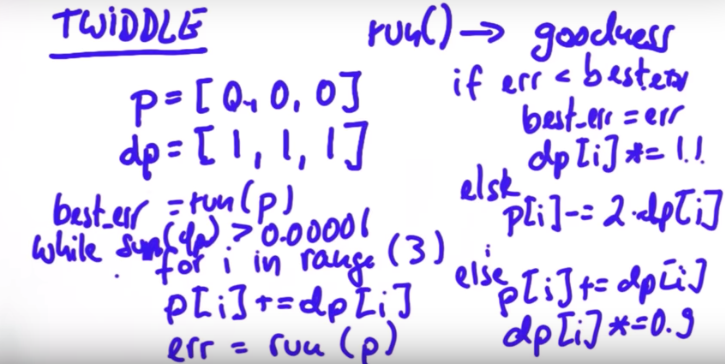 TWIDDLE
p = [0, 0, 0]
dp = [1, 1, 1]
best_err = run(p)
while sum(dp) > 0.00001
for i in range (3)
p[i] += dp[i]
err = run (p)
run() → goodness
if err < best_err
best_err = err
dp[i] *= 1.1
else
p[i] -= 2·dp[i]
else
p[i] += dp[i]
dp[i] *= 0.9